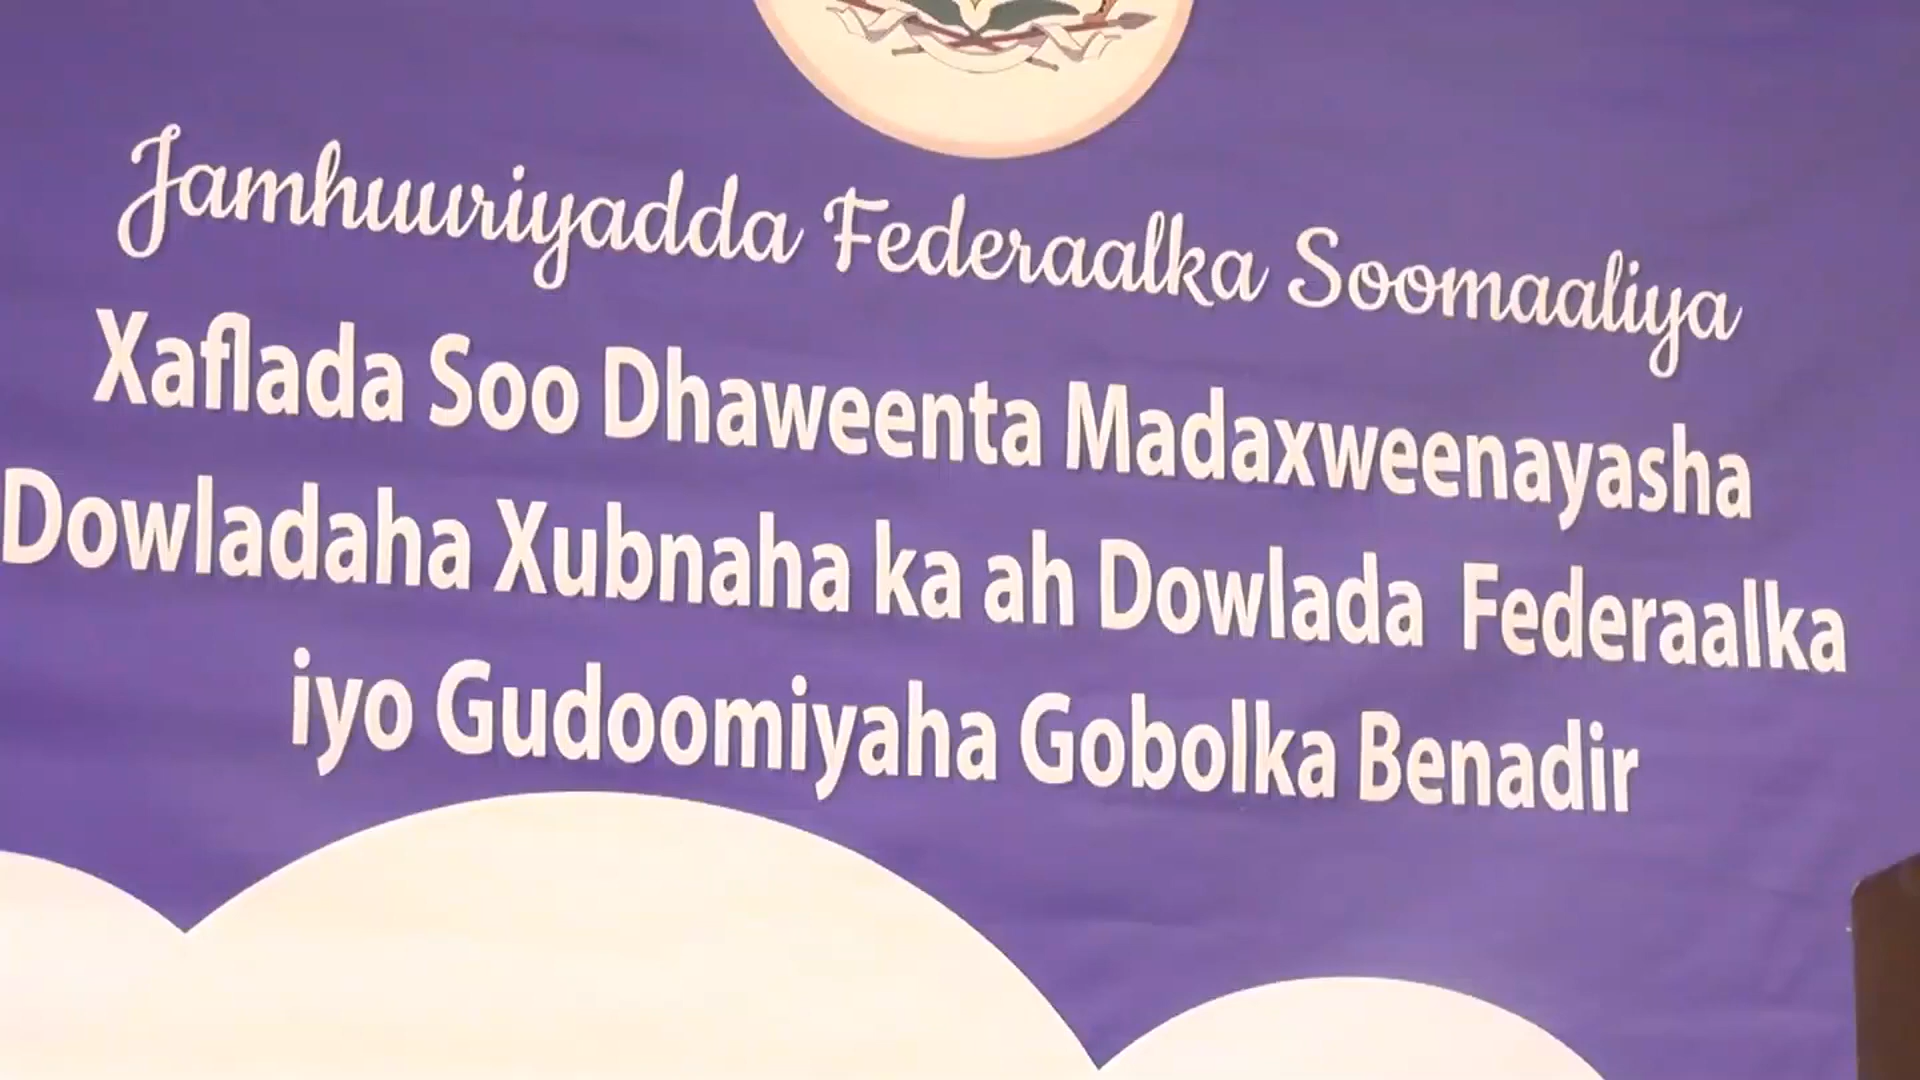 Jamhuuriyadda Federaalka Soomaaliya
Xaflada Soo Dhaweenta Madaxweenayasha
Dowladaha Xubnaha ka ah Dowlada Federaalka
iyo Gudoomiyaha Gobolka Benadir